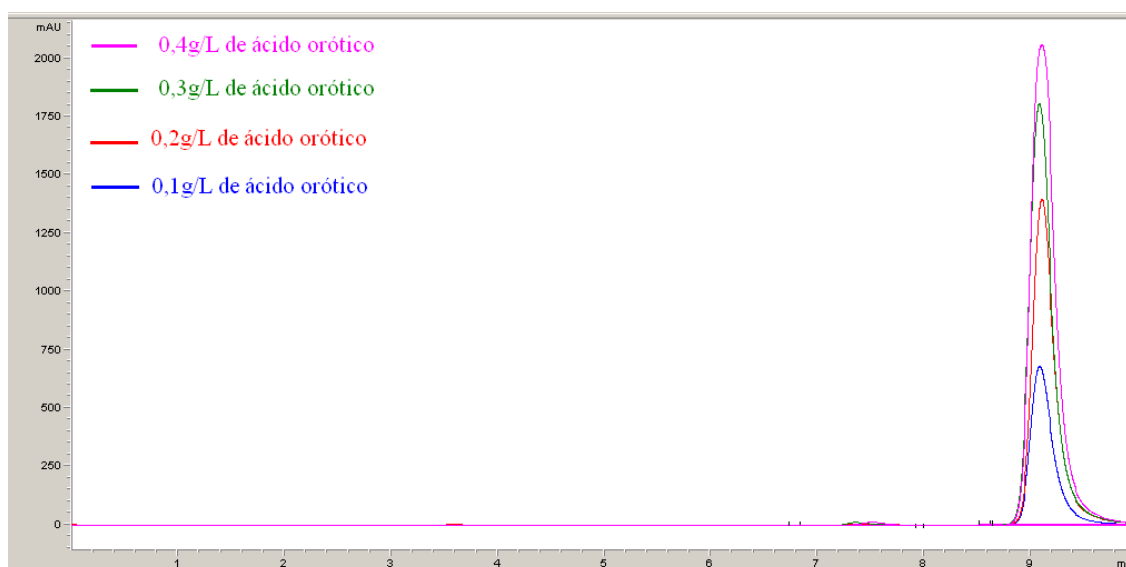 mAU
2000
1750
1500
1250
1000
750
500
250
0
0,4g/L de ácido orótico
0,3g/L de ácido orótico
0,2g/L de ácido orótico
0,1g/L de ácido orótico
1 2 3 4 5 6 7 8 9 m